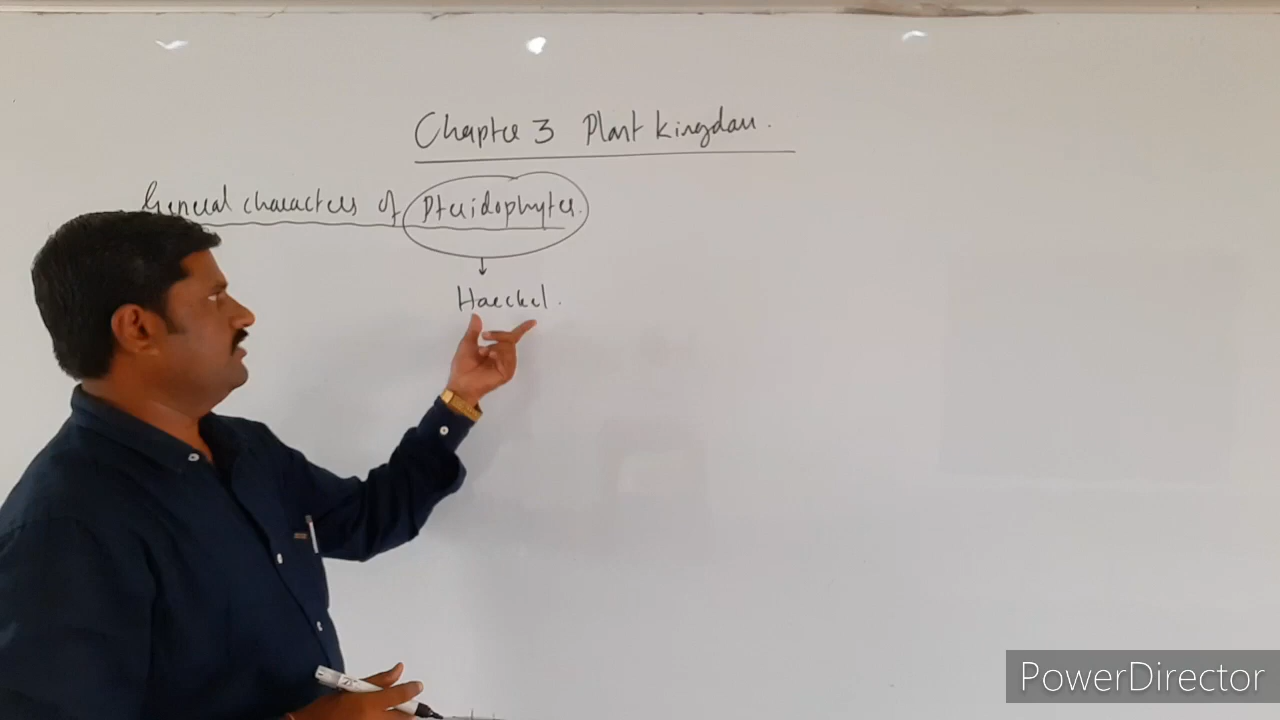 Chapter 3 Plant Kingdom.
General characters of Pteridophytes.
Haeckel.
PowerDirector